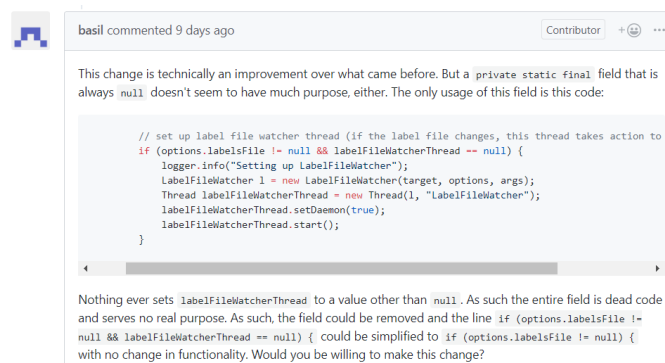 basil commented 9 days ago Contributor
This change is technically an improvement over what came before. But a private static final field that is
always null doesn't seem to have much purpose, either. The only usage of this field is this code:
// set up label file watcher thread (if the label file changes, this thread takes action to
if (options.labelsFile != null && labelFileWatcherThread == null) {
logger.info("Setting up LabelFileWatcher");
LabelFileWatcher l = new LabelFileWatcher(target, options, args);
Thread labelFileWatcherThread = new Thread(l, "LabelFileWatcher");
labelFileWatcherThread.setDaemon(true);
labelFileWatcherThread.start();
}
Nothing ever sets labelFileWatcherThread to a value other than null . As such the entire field is dead code
and serves no real purpose. As such, the field could be removed and the line if (options.labelsFile !=
null && labelFileWatcherThread == null) { could be simplified to if (options.labelsFile != null) {
with no change in functionality. Would you be willing to make this change?